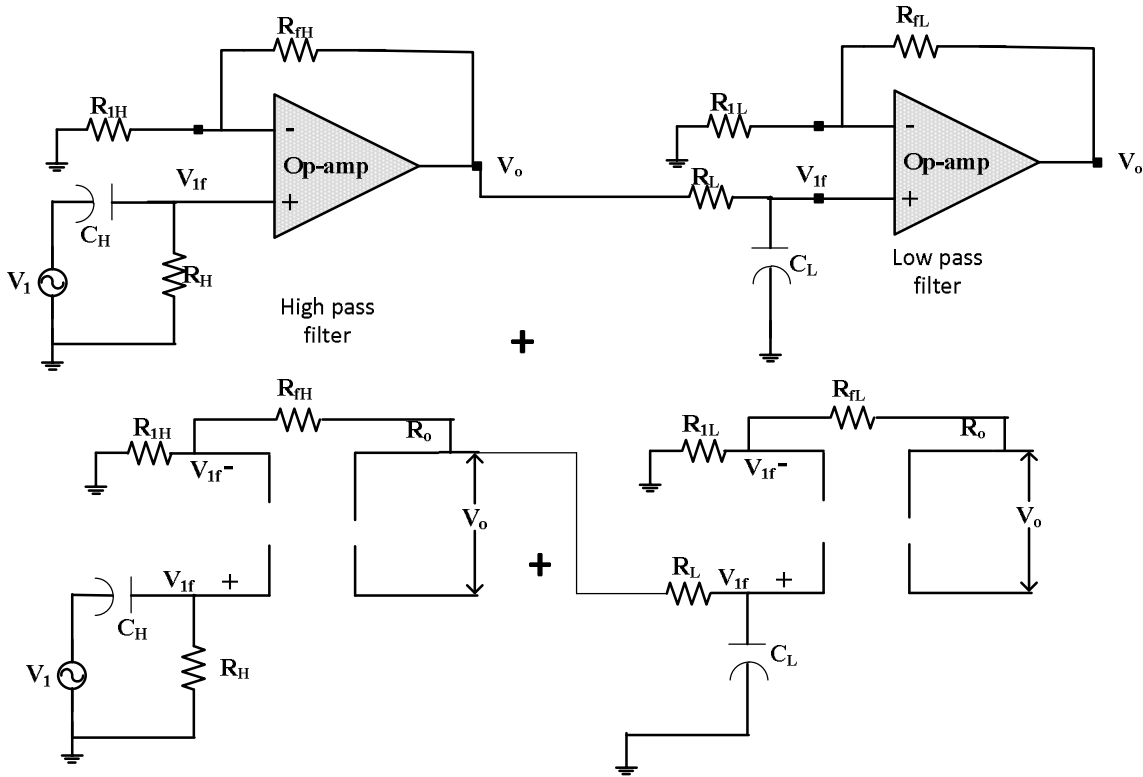 RfH
RfL
R1H
R1L
-
-
Op-amp
Vo
Op-amp
Vo
V1f
+
RL
V1f
+
CH
V1
RH
CL
Low pass
filter
High pass
filter
+
RfH
RfL
R1H
Ro
R1L
Ro
V1f-
V1f-
Vo
Vo
+
V1f +
RL
V1f +
CH
V1
RH
CL